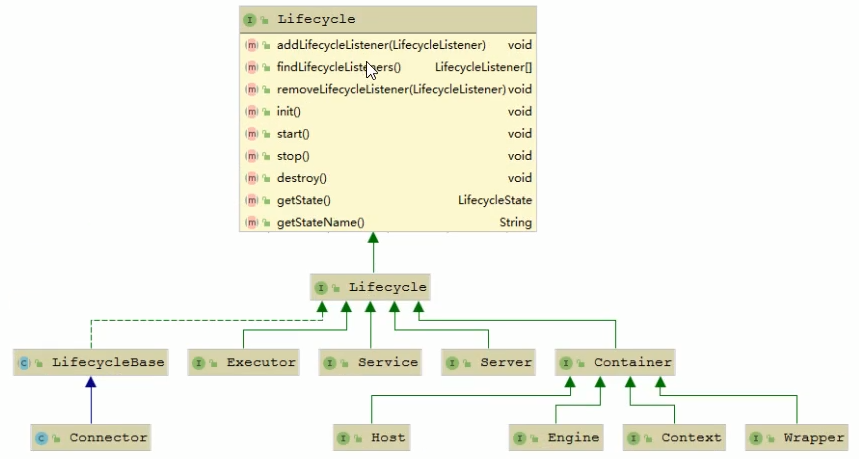 Lifecycle
addLifecycleListener(LifecycleListener) void
findLifecycleListeners() LifecycleListener[]
removeLifecycleListener(LifecycleListener) void
init() void
start() void
stop() void
destroy() void
getState() LifecycleState
getStateName() String
Lifecycle
LifecycleBase Executor Service Server Container
Connector Host Engine Context Wrapper